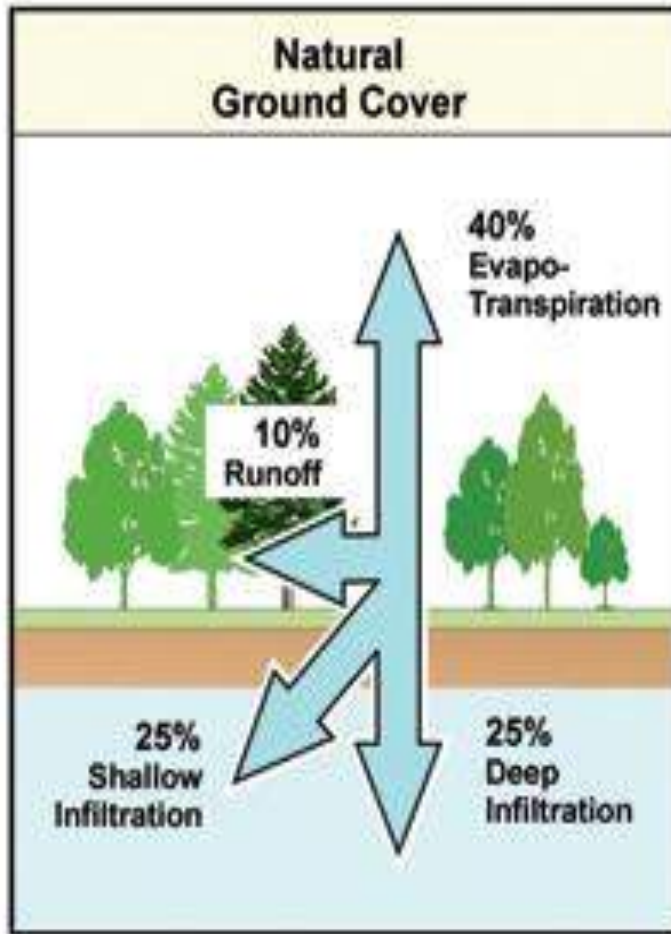 Natural
Ground Cover
40%
Evapo-
Transpiration
10%
Runoff
25%
Shallow
Infiltration
25%
Deep
Infiltration